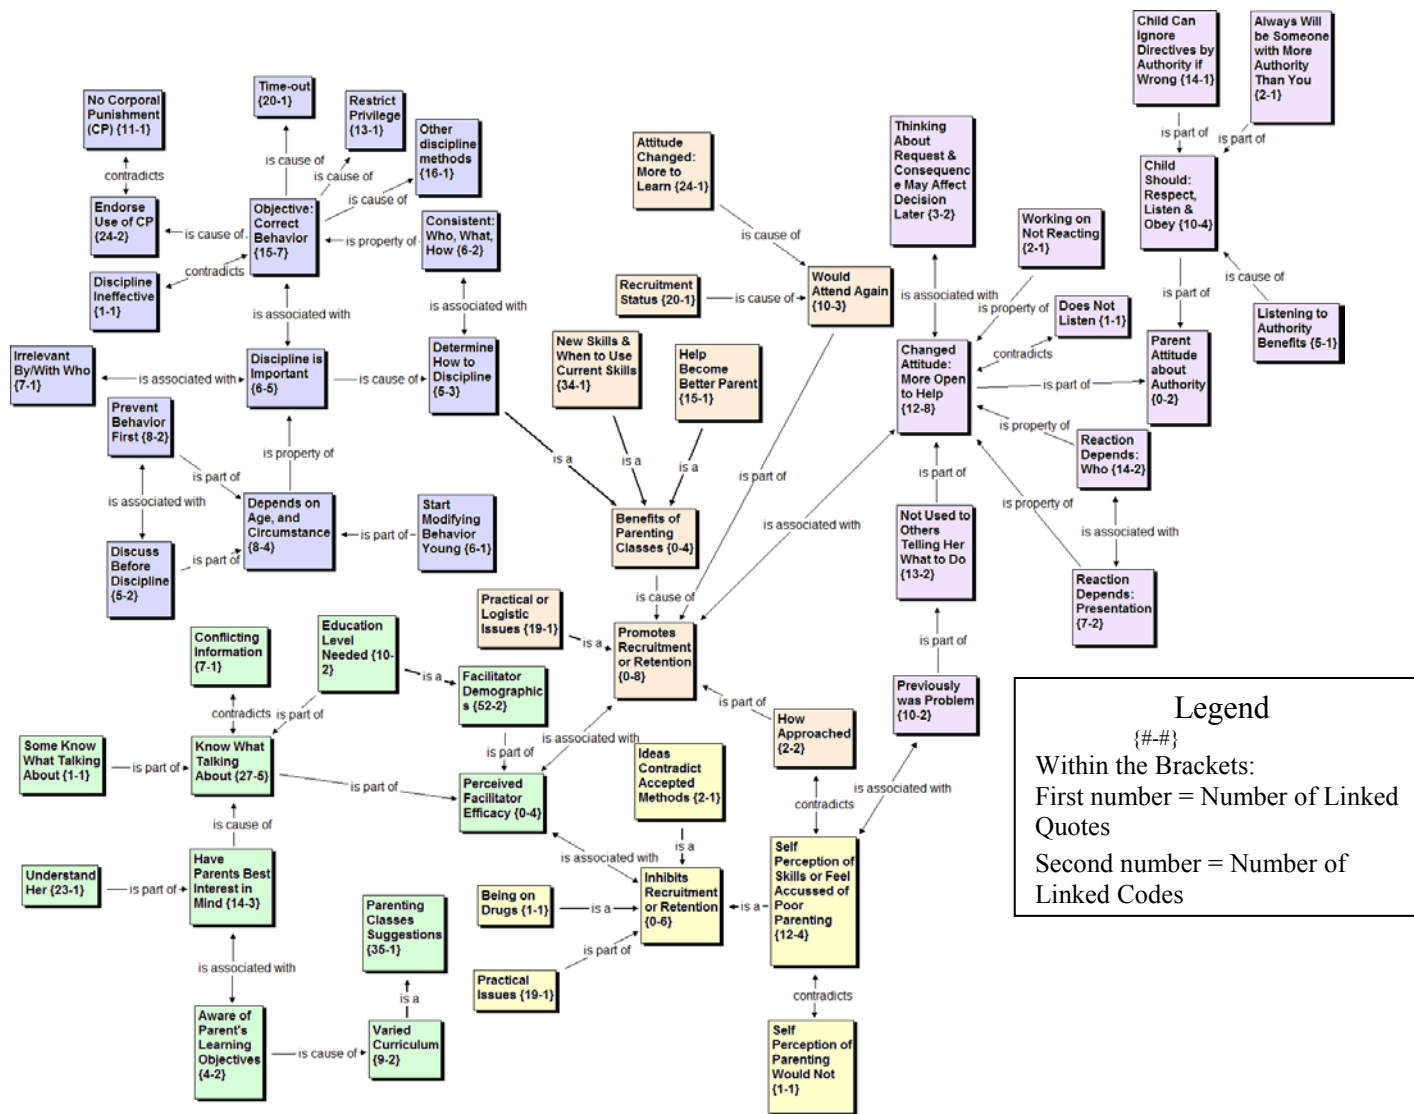 Child Can
Ignore
Directives by
Authority if
Wrong {14-1}
Always Will
be Someone
with More
Authority
Than You
{2-1}
is part of
is part of
Child
Should:
Respect,
Listen &
Obey {10-4}
is part of
is cause of
Listening to
Authority
Benefits {5-1}
Parent
Attitude
about
Authority
{0-2}
Time-out
{20-1}
No Corporal
Punishment
(CP) {11-1}
Restrict
Privilege
{13-1}
Other
discipline
methods
{16-1}
is cause of
is cause of
is cause of
contradicts
Endorse
Use of CP
{24-2}
is cause of
Objective:
Correct
Behavior
{15-7}
is property of
Consistent:
Who, What,
How {6-2}
contradicts
Discipline
Ineffective
{1-1}
is associated with
is associated with
Irrelevant
By/With Who
{7-1}
is associated with
Discipline is
Important
{6-5}
is cause of
Determine
How to
Discipline
{5-3}
Prevent
Behavior
First {8-2}
is part of
is property of
is associated with
Depends on
Age, and
Circumstance
{8-4}
is part of
Start
Modifying
Behavior
Young {6-1}
is part of
Discuss
Before
Discipline
{5-2}
Attitude
Changed:
More to
Learn {24-1}
is cause of
Recruitment
Status {20-1}
is cause of
Would
Attend Again
{10-3}
New Skills &
When to Use
Current Skills
{34-1}
Help
Become
Better Parent
{15-1}
is a
is a
is a
is part of
Benefits of
Parenting
Classes {0-4}
is cause of
Practical or
Logistic
Issues {19-1}
is a
Promotes
Recruitment
or Retention
{0-8}
is associated with
is part of
How
Approached
{2-2}
Thinking
About
Request &
Consequenc
e May Affect
Decision
Later {3-2}
Working on
Not Reacting
{2-1}
is associated with
is property of
Does Not
Listen {1-1}
contradicts
Changed
Attitude:
More Open
to Help
{12-8}
is part of
is property of
Reaction
Depends:
Who {14-2}
is part of
is property of
is associated with
Not Used to
Others
Telling Her
What to Do
{13-2}
Reaction
Depends:
Presentation
{7-2}
is part of
Previously
was Problem
{10-2}
is associated with
Conflicting
Information
{7-1}
Education
Level
Needed {10-
2}
is a
Facilitator
Demographic
s {52-2}
contradicts
is part of
Some Know
What Talking
About {1-1}
is part of
Know What
Talking
About {27-5}
is part of
is part of
is associated with
Perceived
Facilitator
Efficacy {0-4}
is cause of
Understand
Her {23-1}
is part of
Have
Parents Best
Interest in
Mind {14-3}
is associated with
Parenting
Classes
Suggestions
{35-1}
is a
Aware of
Parent's
Learning
Objectives
{4-2}
is cause of
Varied
Curriculum
{9-2}
Ideas
Contradict
Accepted
Methods {2-1}
is a
is associated with
contradicts
Being on
Drugs {1-1}
is a
Inhibits
Recruitment
or Retention
{0-6}
is a
Self
Perception of
Skills or Feel
Accussed of
Poor
Parenting
{12-4}
is part of
Practical
Issues {19-1}
contradicts
Self
Perception of
Parenting
Would Not
{1-1}
Legend
{#-#}
Within the Brackets:
First number = Number of Linked
Quotes
Second number = Number of
Linked Codes